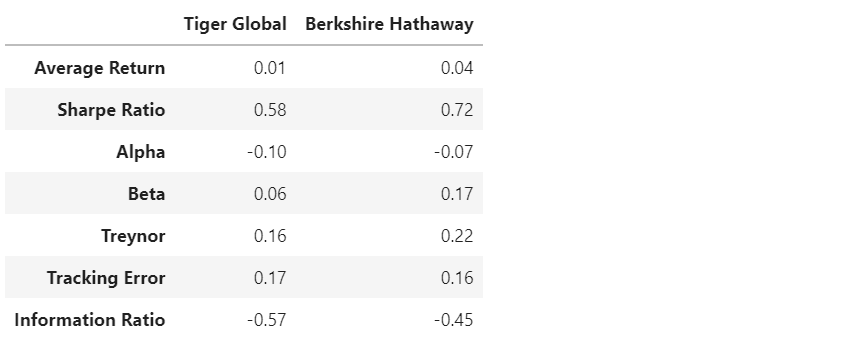 Tiger Global Berkshire Hathaway
Average Return 0.01 0.04
Sharpe Ratio 0.58 0.72
Alpha -0.10 -0.07
Beta 0.06 0.17
Treynor 0.16 0.22
Tracking Error 0.17 0.16
Information Ratio -0.57 -0.45